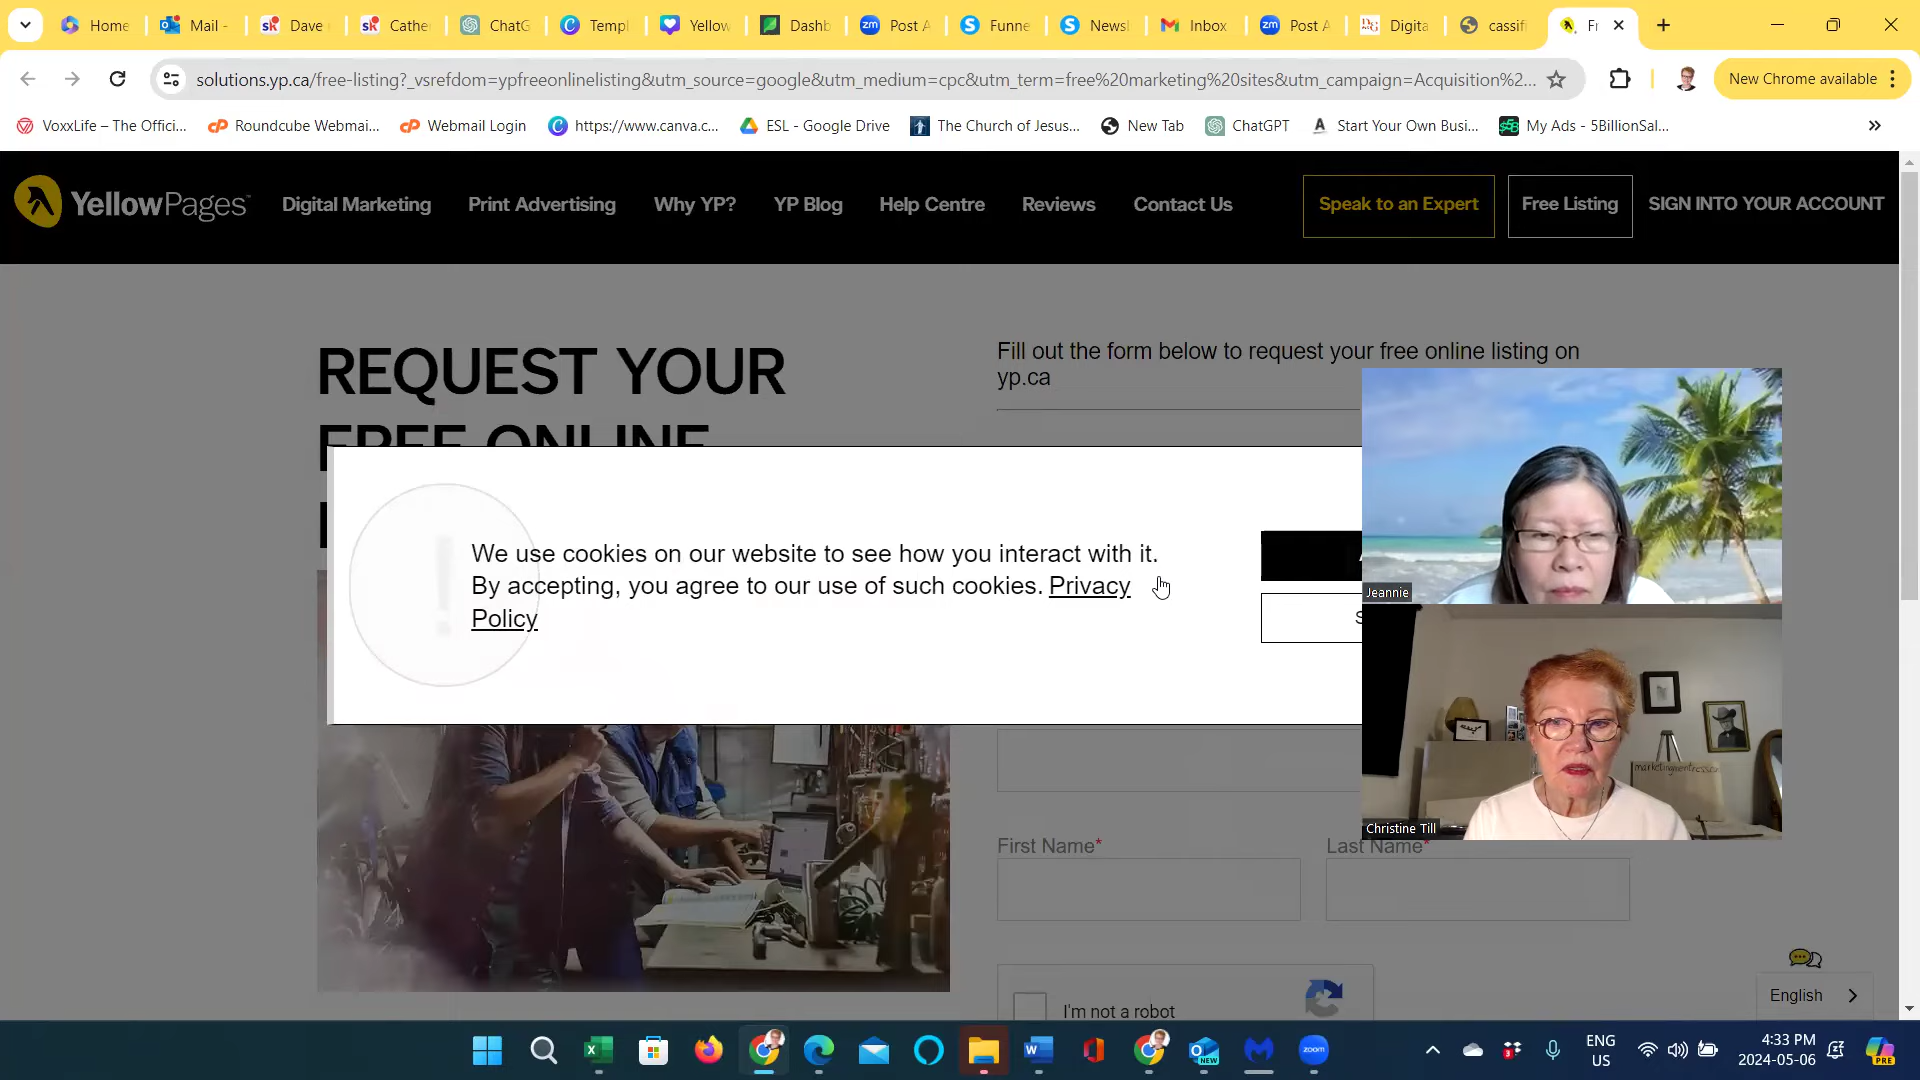 Home
Mail -
Dave
Cathe
ChatG
Templ
Yellow
Dashb
Post A
Funne
News
Inbox
Post A
Digita
cassifi
Fr
solutions.yp.ca/free-listing?_vsrefdom=ypfreeonlinelisting&utm_source=google&utm_medium=cpc&utm_term=free%20marketing%20sites&utm_campaign=Acquisition%2...
New Chrome available
VoxxLife – The Offici...
Roundcube Webmai...
Webmail Login
https://www.canva.c...
ESL - Google Drive
The Church of Jesus...
New Tab
ChatGPT
Start Your Own Busi...
My Ads - 5BillionSal...
YellowPages™
Digital Marketing
Print Advertising
Why YP?
YP Blog
Help Centre
Reviews
Contact Us
Speak to an Expert
Free Listing
SIGN INTO YOUR ACCOUNT
REQUEST YOUR
FREE ONLINE
Fill out the form below to request your free online listing on
yp.ca
We use cookies on our website to see how you interact with it.
By accepting, you agree to our use of such cookies. Privacy
Policy
Jeannie
Christine Till
First Name*
Last Name*
I'm not a robot
English
ENG
US
4:33 PM
2024-05-06